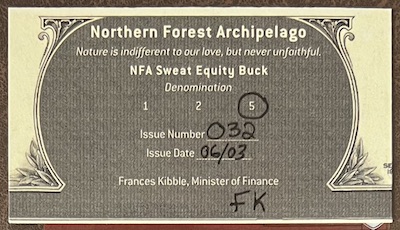 Northern Forest Archipelago
Nature is indifferent to our love, but never unfaithful.
NFA Sweat Equity Buck
Denomination
1 2 5
Issue Number 032
Issue Date 06/03
Frances Kibble, Minister of Finance
FK